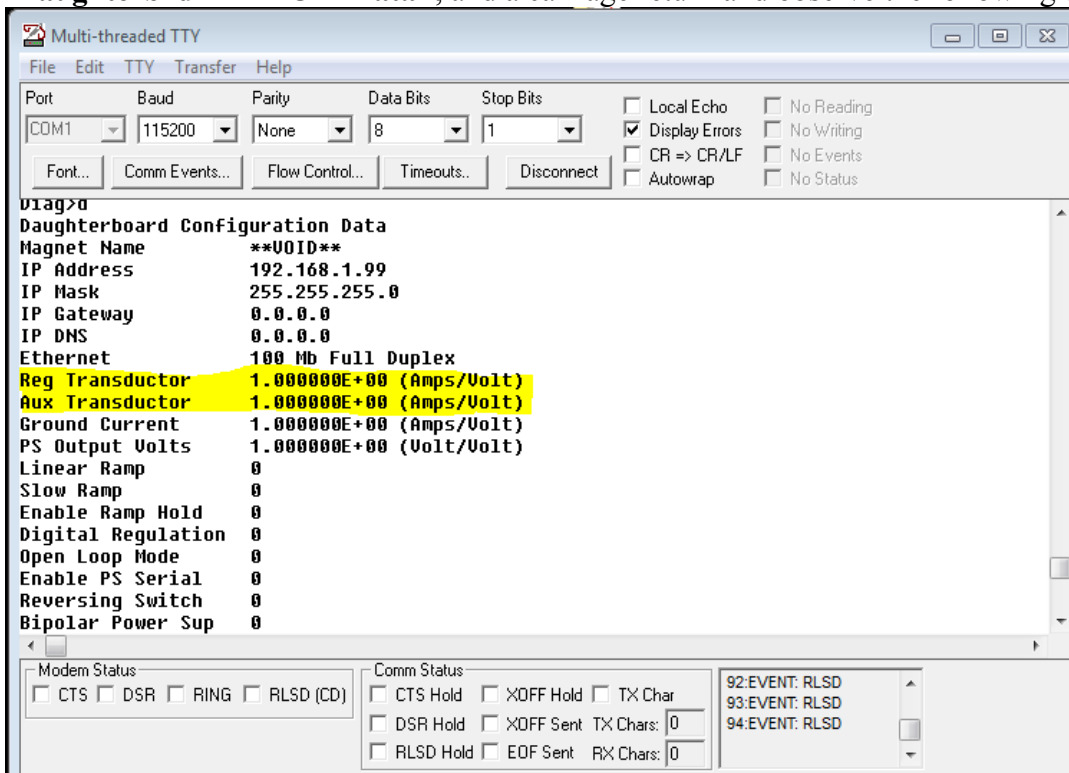 Multi-threaded TTY
File Edit TTY Transfer Help
Port Baud Parity Data Bits Stop Bits
COM1 115200 None 8 1
Local Echo No Reading
Display Errors No Writing
CR => CR/LF No Events
Autowrap No Status
Font... Comm Events... Flow Control... Timeouts.. Disconnect
Diag>d
Daughterboard Configuration Data
Magnet Name **VOID**
IP Address 192.168.1.99
IP Mask 255.255.255.0
IP Gateway 0.0.0.0
IP DNS 0.0.0.0
Ethernet 100 Mb Full Duplex
Reg Transductor 1.000000E+00 (Amps/Volt)
Aux Transductor 1.000000E+00 (Amps/Volt)
Ground Current 1.000000E+00 (Amps/Volt)
PS Output Volts 1.000000E+00 (Volt/Volt)
Linear Ramp 0
Slow Ramp 0
Enable Ramp Hold 0
Digital Regulation 0
Open Loop Mode 0
Enable PS Serial 0
Reversing Switch 0
Bipolar Power Sup 0
Modem Status
CTS DSR RING RLSD (CD)
Comm Status
CTS Hold XOFF Hold TX Char
DSR Hold XOFF Sent TX Chars: 0
RLSD Hold EOF Sent RX Chars: 0
92:EVENT: RLSD
93:EVENT: RLSD
94:EVENT: RLSD